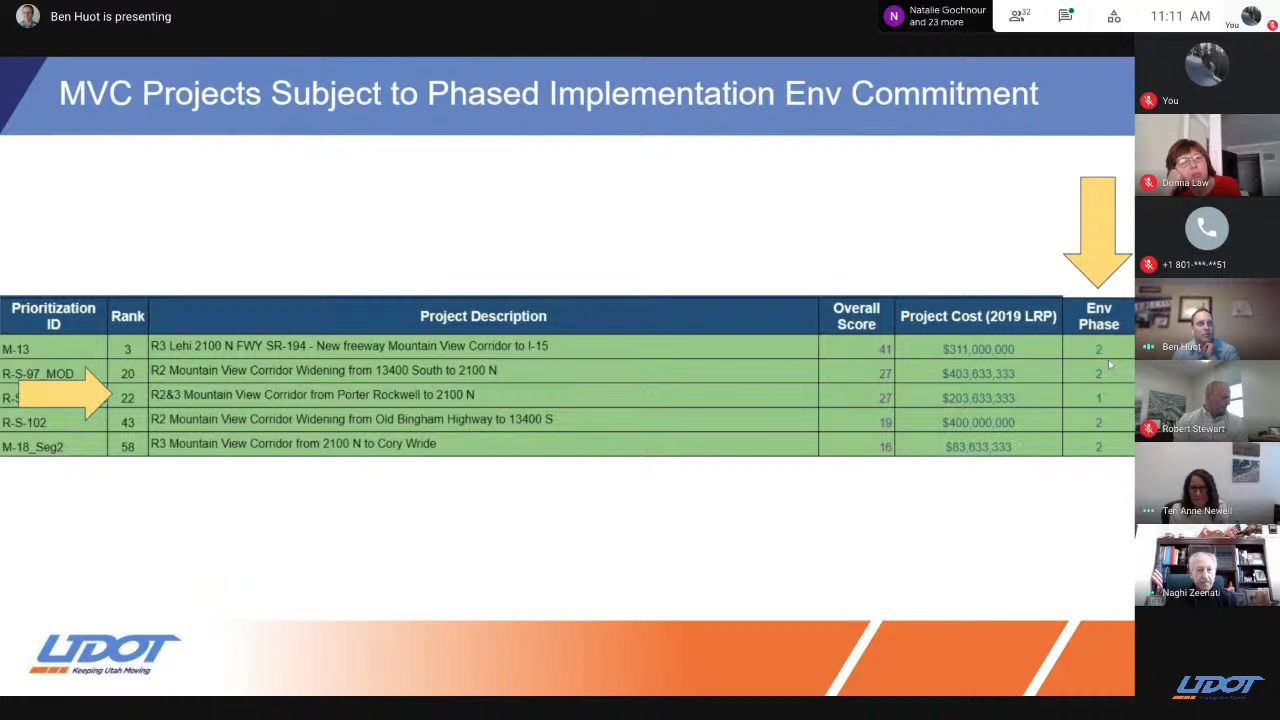 Ben Huot is presenting
N
Natalie Gochnour
and 23 more
32
11:11 AM
You
MVC Projects Subject to Phased Implementation Env Commitment
You
Donna Law
+1 801-***-**51
Ben Huot
Robert Stewart
Teri Anne Newell
Naghi Zeenati
Prioritization ID Rank Project Description Overall Score Project Cost (2019 LRP) Env Phase
M-13 3 R3 Lehi 2100 N FWY SR-194 - New freeway Mountain View Corridor to I-15 41 $311,000,000 2
R-S-97_MOD 20 R2 Mountain View Corridor Widening from 13400 South to 2100 N 27 $403,633,333 2
22 R2&3 Mountain View Corridor from Porter Rockwell to 2100 N 27 $203,633,333 1
R-S-102 43 R2 Mountain View Corridor Widening from Old Bingham Highway to 13400 S 19 $400,000,000 2
M-18_Seg2 58 R3 Mountain View Corridor from 2100 N to Cory Wride 16 $83,633,333 2
UDOT
Keeping Utah Moving
UDOT